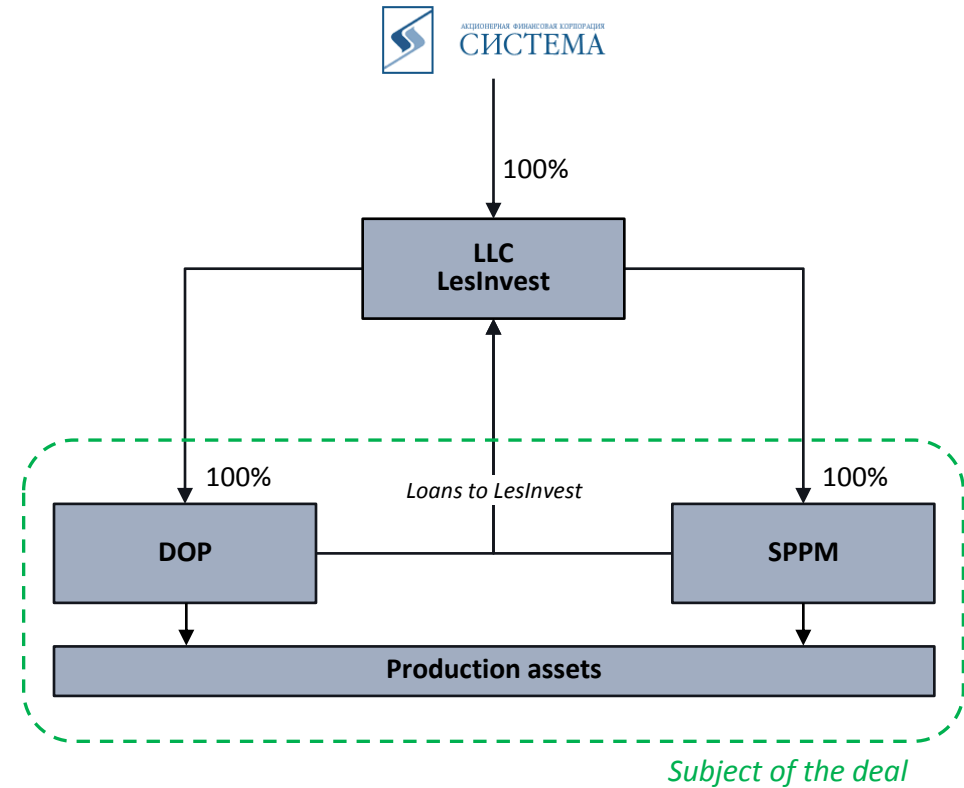 АКЦИОНЕРНАЯ ФИНАНСОВАЯ КОРПОРАЦИЯ
СИСТЕМА
100%
LLC
LesInvest
100%
Loans to LesInvest
100%
DOP
SPPM
Production assets
Subject of the deal